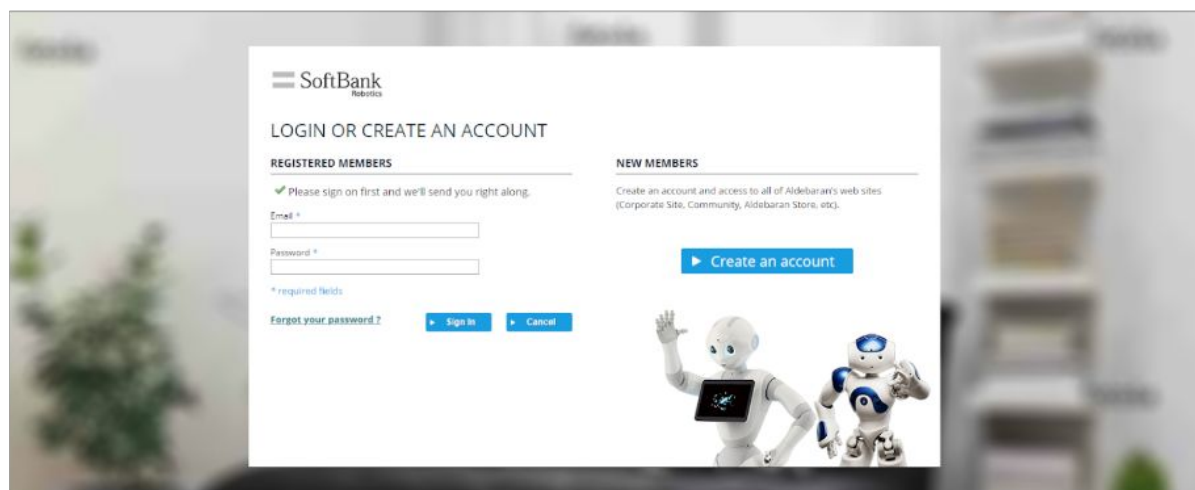 SoftBank
Robotics
LOGIN OR CREATE AN ACCOUNT
REGISTERED MEMBERS
Please sign on first and we'll send you right along.
Email *
Password *
* required fields
Forgot your password ?
Sign In
Cancel
NEW MEMBERS
Create an account and access to all of Aldebaran's web sites
(Corporate Site, Community, Aldebaran Store, etc).
Create an account